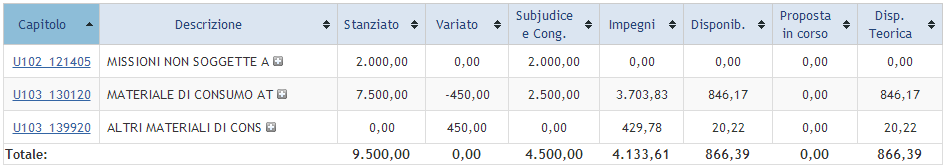 Capitolo Descrizione Stanziato Variato Subjudice e Cong. Impegni Disponib. Proposta in corso Disp. Teorica
U102_121405 MISSIONI NON SOGGETTE A 2.000,00 0,00 2.000,00 0,00 0,00 0,00 0,00
U103_130120 MATERIALE DI CONSUMO AT 7.500,00 -450,00 2.500,00 3.703,83 846,17 0,00 846,17
U103_139920 ALTRI MATERIALI DI CONS 0,00 450,00 0,00 429,78 20,22 0,00 20,22
Totale: 9.500,00 0,00 4.500,00 4.133,61 866,39 0,00 866,39